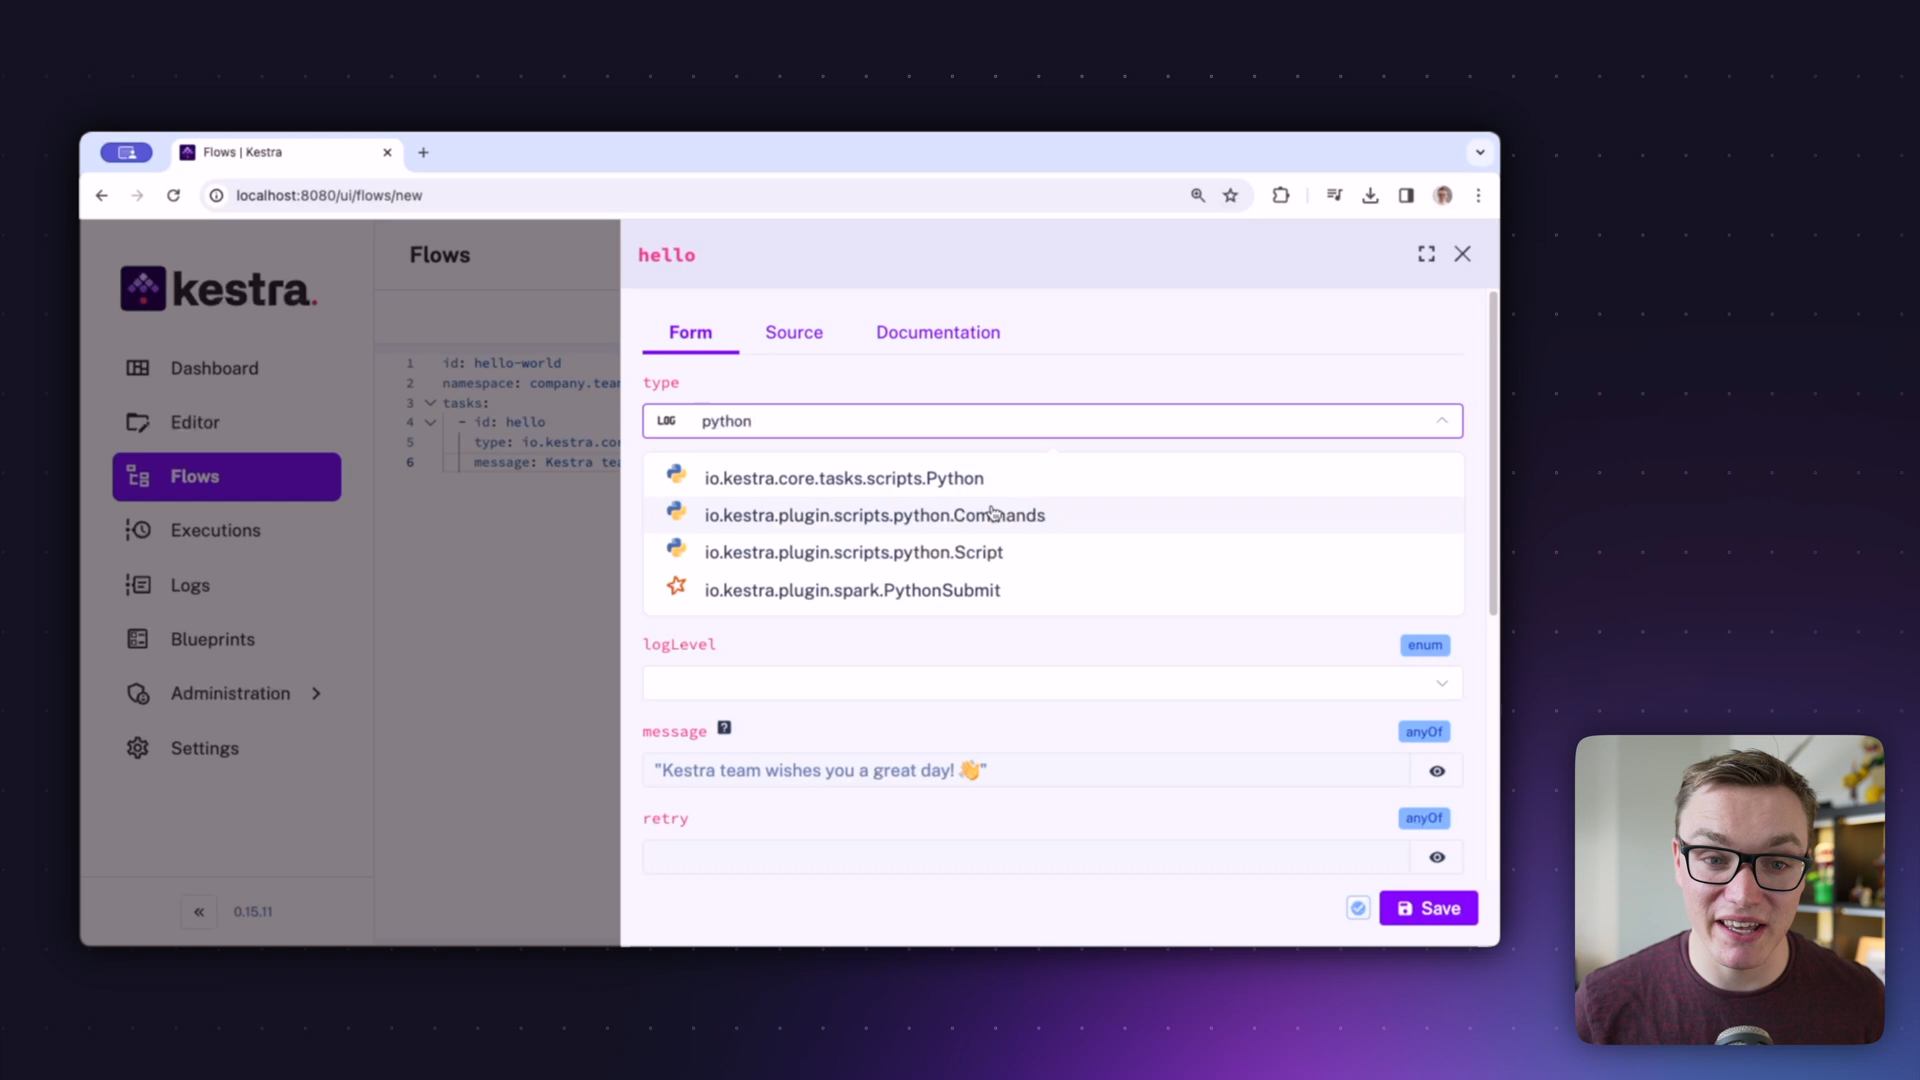 Flows | Kestra
localhost:8080/ui/flows/new
kestra.
Dashboard
Editor
Flows
Executions
Logs
Blueprints
Administration
Settings
0.15.11
Flows
1 id: hello-world
2 namespace: company.team
3 tasks:
4 - id: hello
5 type: io.kestra.cor
6 message: Kestra tea
hello
Form Source Documentation
type
LOG python
io.kestra.core.tasks.scripts.Python
io.kestra.plugin.scripts.python.Commands
io.kestra.plugin.scripts.python.Script
io.kestra.plugin.spark.PythonSubmit
logLevel enum
message ? anyOf
"Kestra team wishes you a great day! 👋"
retry anyOf
Save